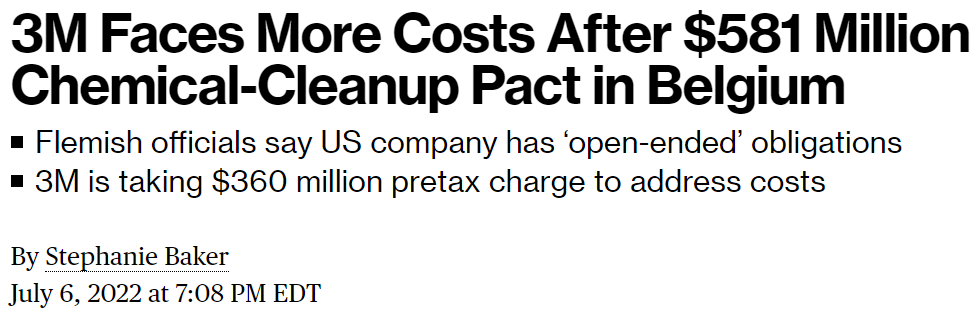 3M Faces More Costs After $581 Million
Chemical-Cleanup Pact in Belgium
▪ Flemish officials say US company has ‘open-ended’ obligations
▪ 3M is taking $360 million pretax charge to address costs
By Stephanie Baker
July 6, 2022 at 7:08 PM EDT